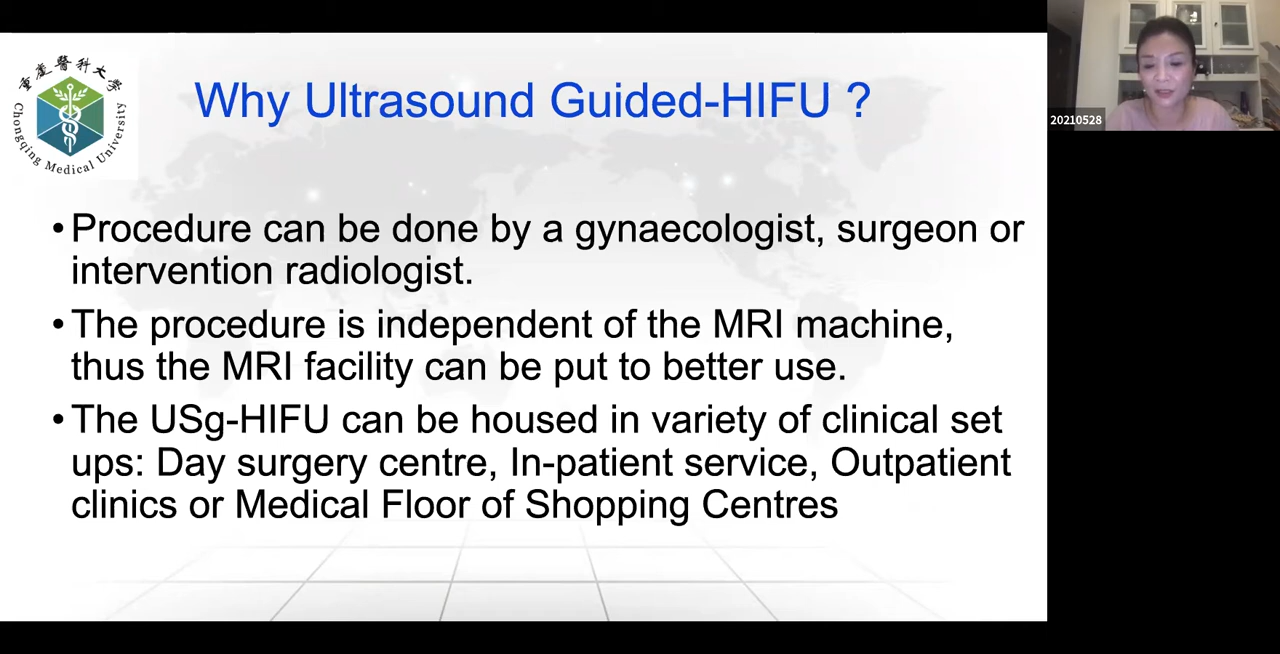 重慶醫科大學
Chongqing Medical University
Why Ultrasound Guided-HIFU ?
•Procedure can be done by a gynaecologist, surgeon or
intervention radiologist.
•The procedure is independent of the MRI machine,
thus the MRI facility can be put to better use.
•The USg-HIFU can be housed in variety of clinical set
ups: Day surgery centre, In-patient service, Outpatient
clinics or Medical Floor of Shopping Centres
20210528